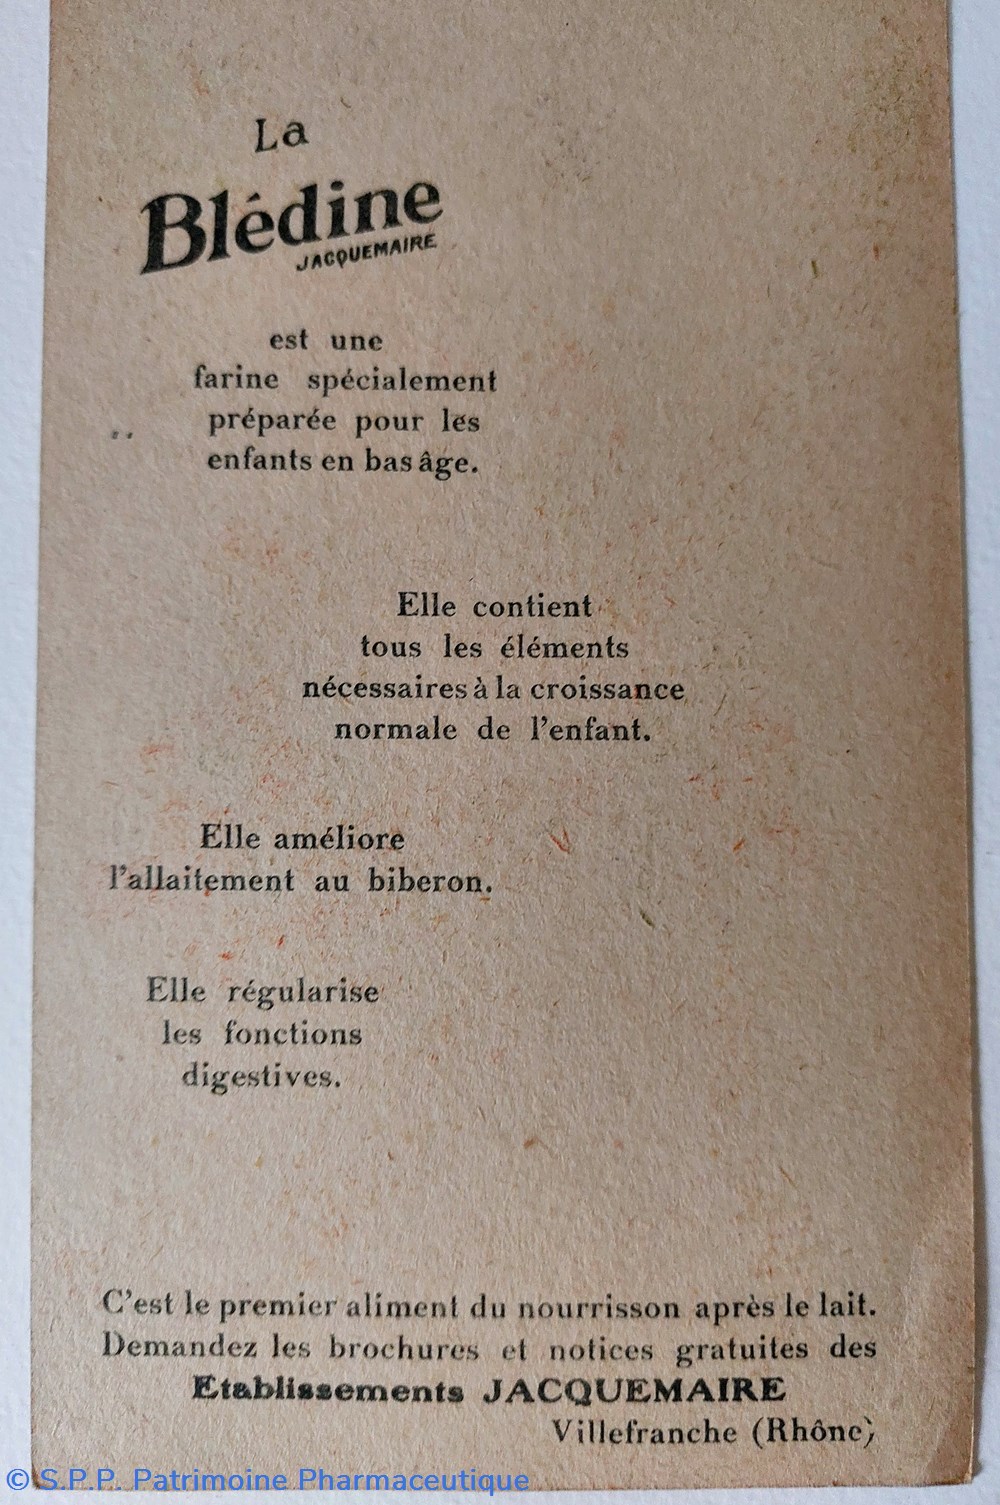 La
Blédine
JACQUEMAIRE
est une
farine spécialement
préparée pour les
enfants en bas âge.
Elle contient
tous les éléments
nécessaires à la croissance
normale de l'enfant.
Elle améliore
l'allaitement au biberon.
Elle régularise
les fonctions
digestives.
C'est le premier aliment du nourrisson après le lait.
Demandez les brochures et notices gratuites des
Etablissements JACQUEMAIRE
Villefranche (Rhône)
© S.P.P. Patrimoine Pharmaceutique